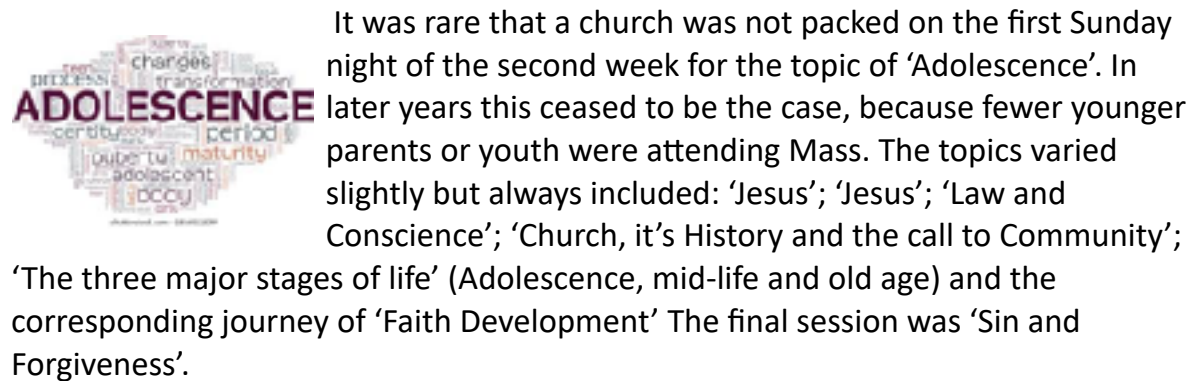 It was rare that a church was not packed on the first Sunday
night of the second week for the topic of ‘Adolescence’. In
later years this ceased to be the case, because fewer younger
parents or youth were attending Mass. The topics varied
slightly but always included: ‘Jesus’; ‘Jesus’; ‘Law and
Conscience’; ‘Church, it’s History and the call to Community’;
‘The three major stages of life’ (Adolescence, mid-life and old age) and the
corresponding journey of ‘Faith Development’ The final session was ‘Sin and
Forgiveness’.
changes
process transformation
ADOLESCENCE
period
puberty maturity
adolescent